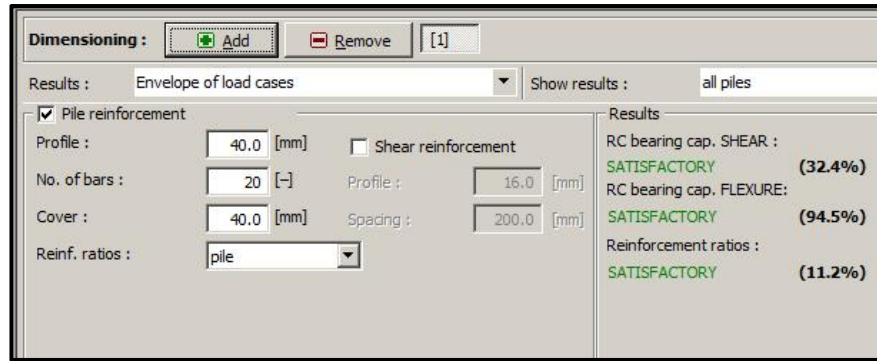 Dimensioning : Add Remove [1]
Results : Envelope of load cases Show results : all piles
Pile reinforcement
Profile : 40.0 [mm] Shear reinforcement
No. of bars : 20 [–] Profile : 16.0 [mm]
Cover : 40.0 [mm] Spacing : 200.0 [mm]
Reinf. ratios : pile
Results
RC bearing cap. SHEAR :
SATISFACTORY (32.4%)
RC bearing cap. FLEXURE:
SATISFACTORY (94.5%)
Reinforcement ratios :
SATISFACTORY (11.2%)